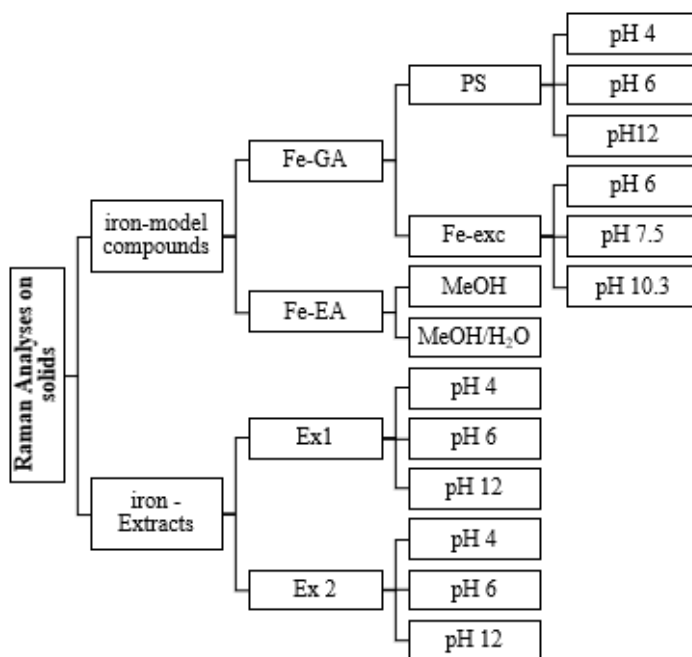 Raman Analyses on
solids
iron-model
compounds
Fe-GA
PS
pH 4
pH 6
pH12
Fe-exc
pH 6
pH 7.5
pH 10.3
Fe-EA
MeOH
MeOH/H₂O
iron -
Extracts
Ex1
pH 4
pH 6
pH 12
Ex 2
pH 4
pH 6
pH 12